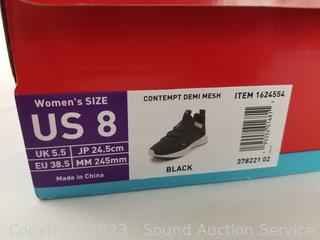 Women's SIZE
US 8
UK 5.5 JP 24.5cm
EU 38.5 MM 245mm
Made in China
CONTEMPT DEMI MESH
ITEM 1624554
BLACK
378221 02
Copyright 2023 - Sound Auction Service